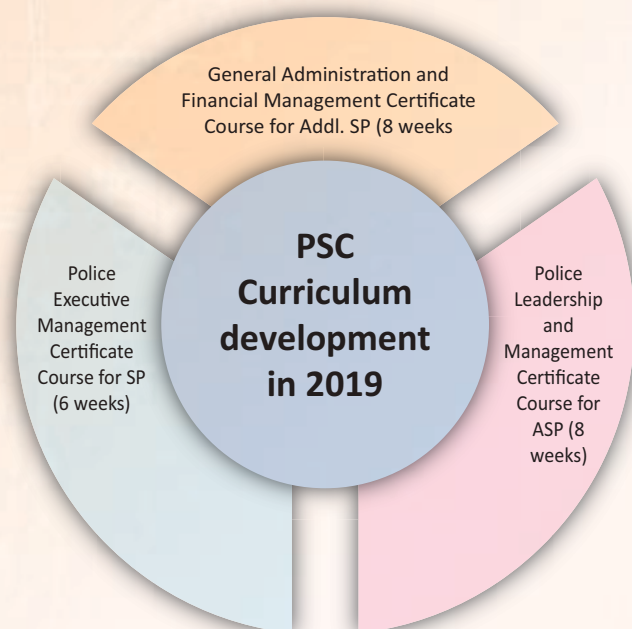 General Administration and
Financial Management Certificate
Course for Addl. SP (8 weeks
PSC
Curriculum
development
in 2019
Police
Executive
Management
Certificate
Course for SP
(6 weeks)
Police
Leadership
and
Management
Certificate
Course for
ASP (8
weeks)